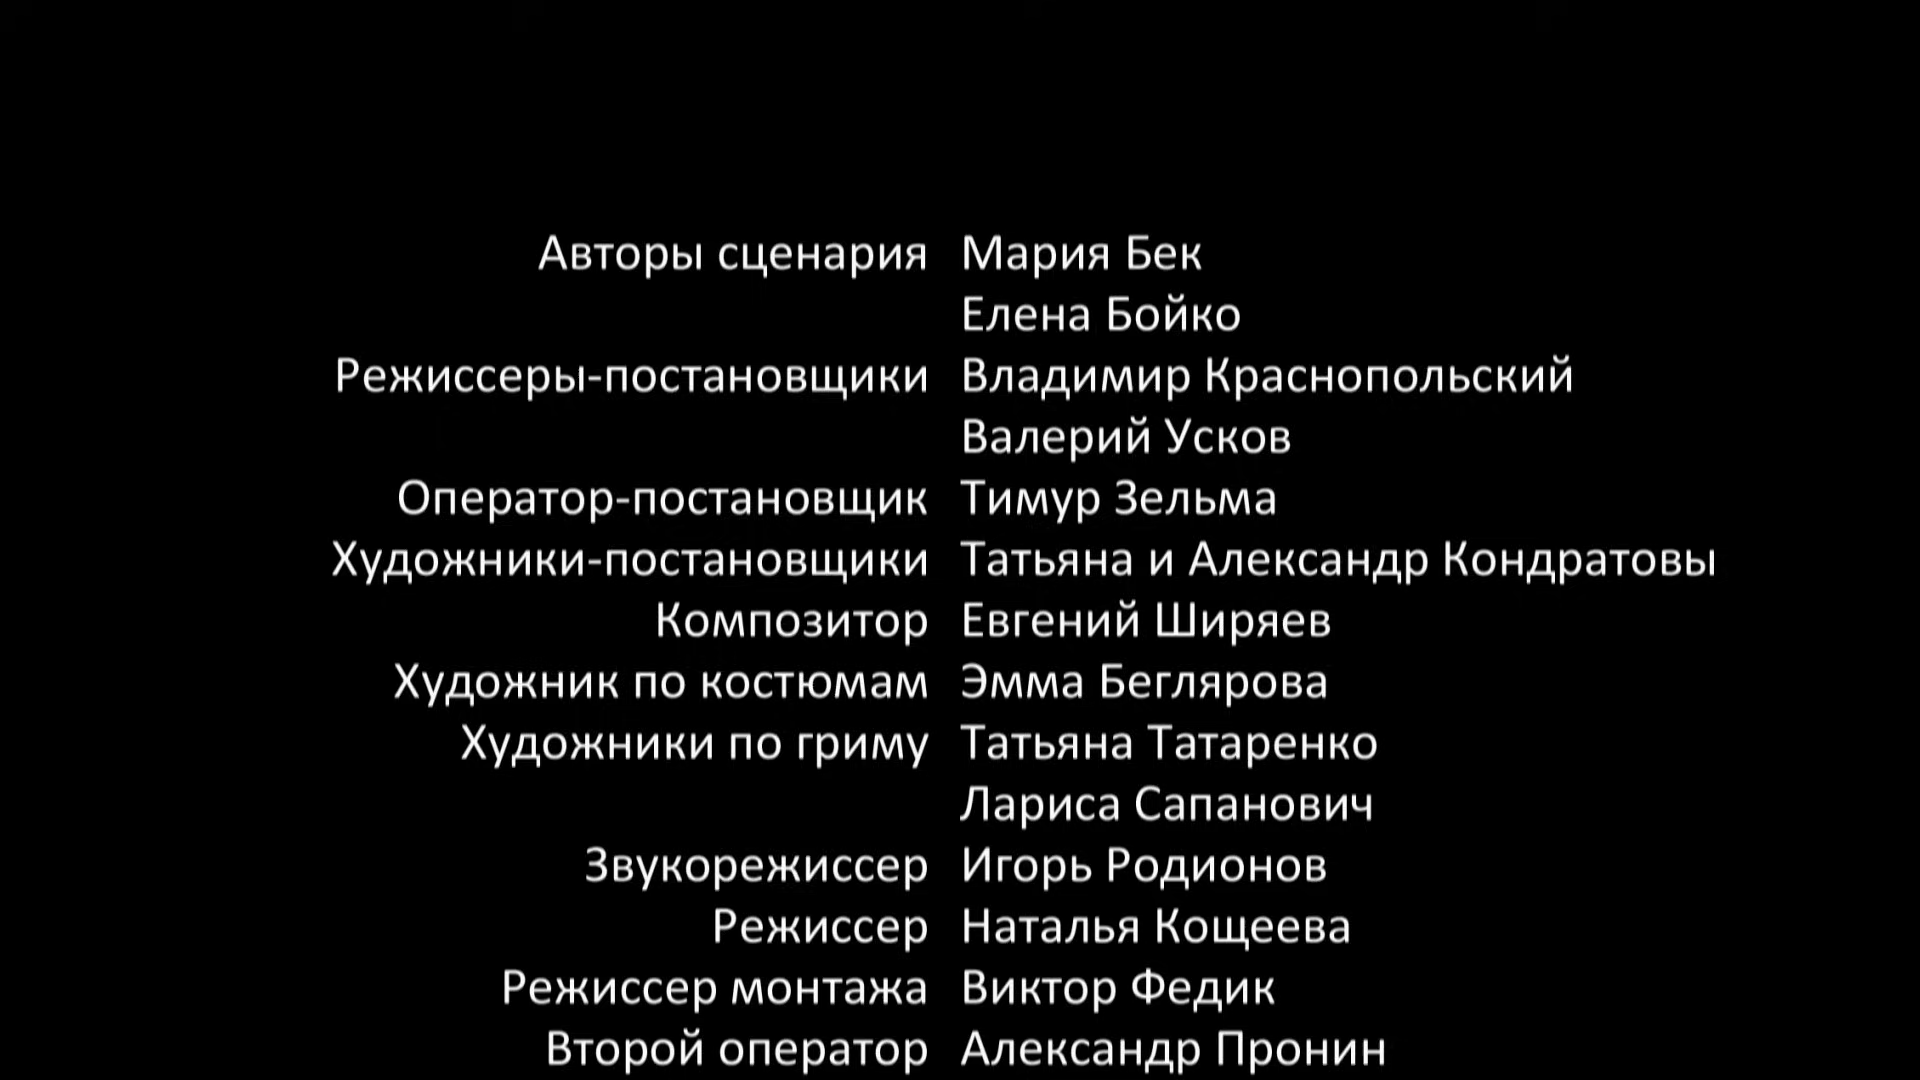 Авторы сценария Мария Бек
Елена Бойко
Режиссеры-постановщики Владимир Краснопольский
Валерий Усков
Оператор-постановщик Тимур Зельма
Художники-постановщики Татьяна и Александр Кондратовы
Композитор Евгений Ширяев
Художник по костюмам Эмма Беглярова
Художники по гриму Татьяна Татаренко
Лариса Сапанович
Звукорежиссер Игорь Родионов
Режиссер Наталья Кощеева
Режиссер монтажа Виктор Федик
Второй оператор Александр Пронин